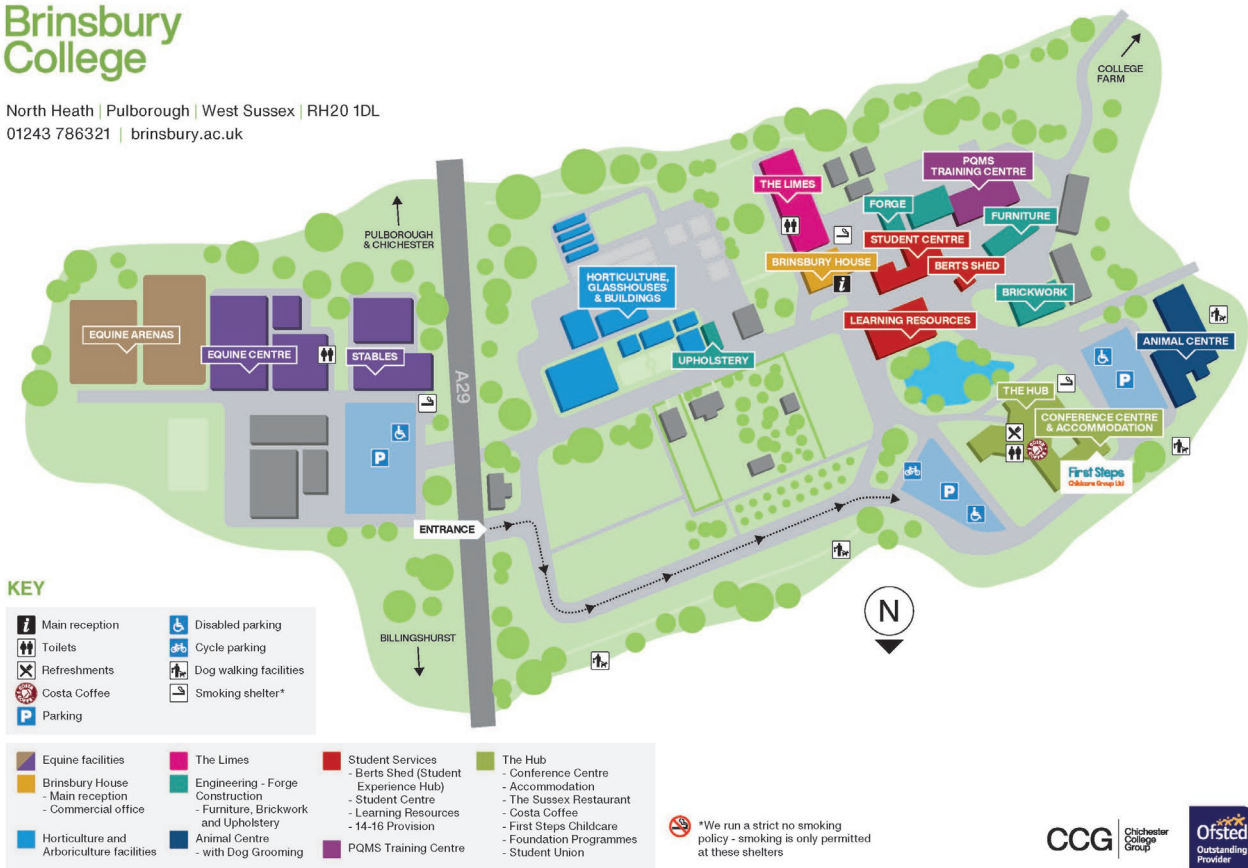 Brinsbury
College
North Heath | Pulborough | West Sussex | RH20 1DL
01243 786321 | brinsbury.ac.uk
COLLEGE
FARM
PULBOROUGH
& CHICHESTER
THE LIMES
PQMS
TRAINING CENTRE
FORGE
FURNITURE
STUDENT CENTRE
BRINSBURY HOUSE
i
BERTS SHED
HORTICULTURE,
GLASSHOUSES
& BUILDINGS
BRICKWORK
LEARNING RESOURCES
EQUINE ARENAS
EQUINE CENTRE
STABLES
UPHOLSTERY
ANIMAL CENTRE
A29
P
P
THE HUB
CONFERENCE CENTRE
& ACCOMMODATION
First Steps
Childcare Group Ltd
P
ENTRANCE
N
BILLINGSHURST
KEY
i Main reception
Toilets
Refreshments
Costa Coffee
P Parking
Disabled parking
Cycle parking
Dog walking facilities
Smoking shelter*
Equine facilities
Brinsbury House
- Main reception
- Commercial office
Horticulture and
Arboriculture facilities
The Limes
Engineering - Forge
Construction
- Furniture, Brickwork
and Upholstery
Animal Centre
- with Dog Grooming
Student Services
- Berts Shed (Student
Experience Hub)
- Student Centre
- Learning Resources
- 14-16 Provision
PQMS Training Centre
The Hub
- Conference Centre
- Accommodation
- The Sussex Restaurant
- Costa Coffee
- First Steps Childcare
- Foundation Programmes
- Student Union
*We run a strict no smoking
policy - smoking is only permitted
at these shelters
CCG
Chichester
College
Group
Ofsted
Outstanding
Provider